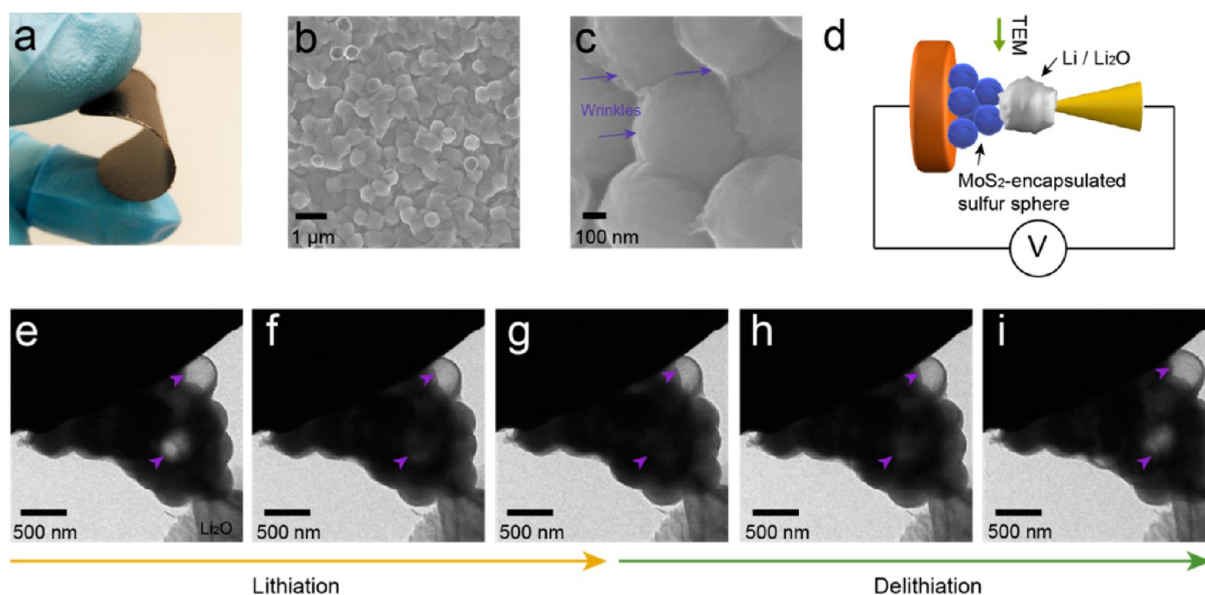 a
b
c
d
Wrinkles
1 µm
100 nm
TEM
Li / Li₂O
MoS₂-encapsulated
sulfur sphere
V
e
f
g
h
i
Li₂O
500 nm
500 nm
500 nm
500 nm
500 nm
Lithiation
Delithiation